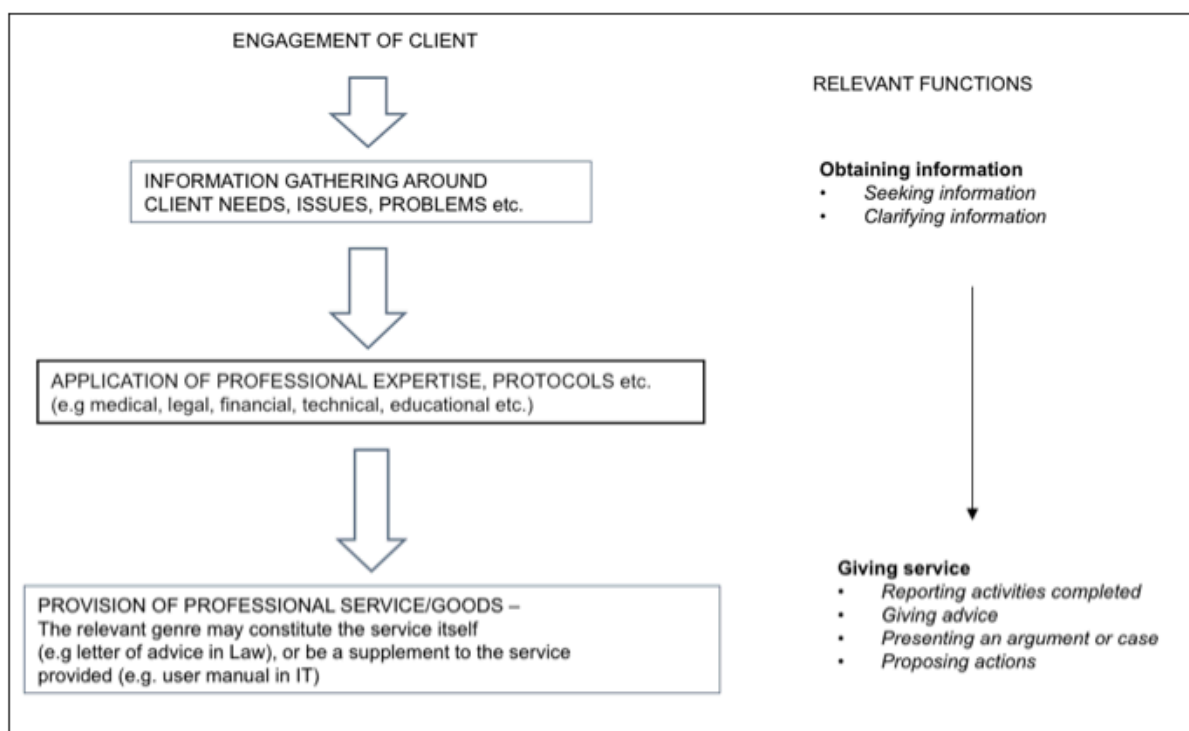 ENGAGEMENT OF CLIENT
RELEVANT FUNCTIONS
INFORMATION GATHERING AROUND
CLIENT NEEDS, ISSUES, PROBLEMS etc.
Obtaining information
• Seeking information
• Clarifying information
APPLICATION OF PROFESSIONAL EXPERTISE, PROTOCOLS etc.
(e.g medical, legal, financial, technical, educational etc.)
PROVISION OF PROFESSIONAL SERVICE/GOODS –
The relevant genre may constitute the service itself
(e.g letter of advice in Law), or be a supplement to the service
provided (e.g. user manual in IT)
Giving service
• Reporting activities completed
• Giving advice
• Presenting an argument or case
• Proposing actions